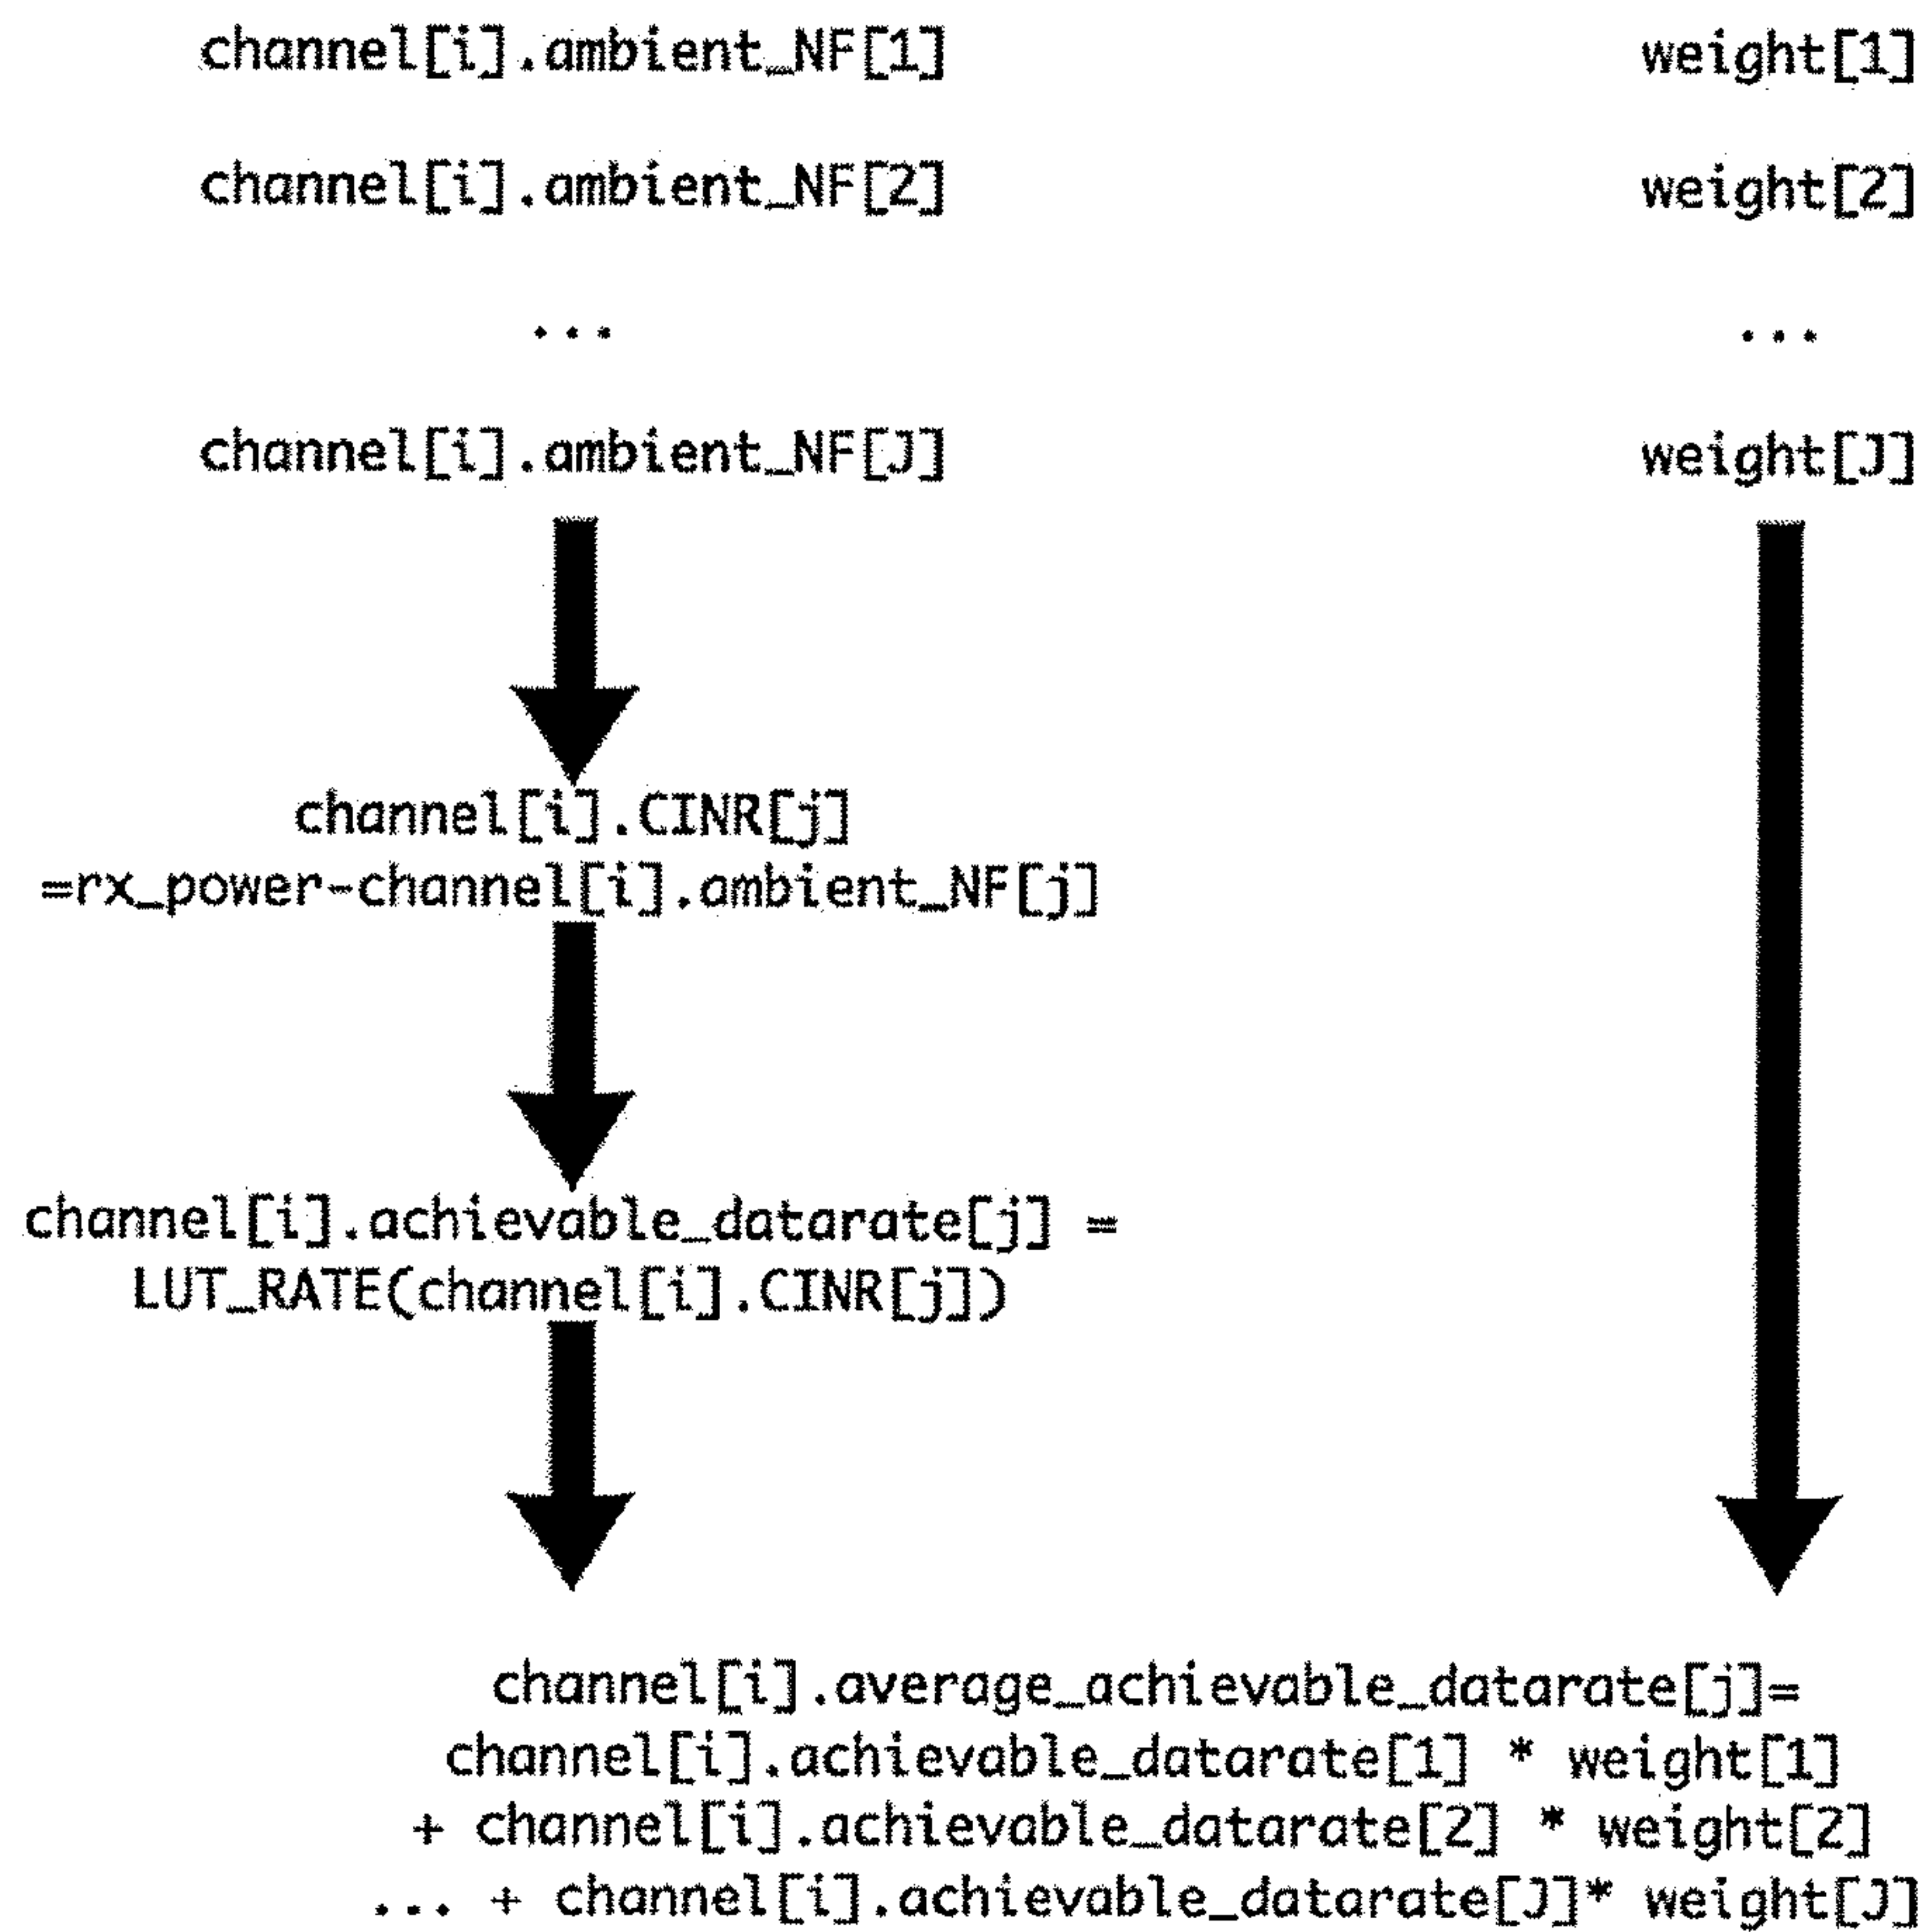 channel[i].ambient_NF[1] weight[1]
channel[i].ambient_NF[2] weight[2]
... ...
channel[i].ambient_NF[J] weight[J]
channel[i].CINR[j]
=rx_power-channel[i].ambient_NF[j]
channel[i].achievable_datarate[j] =
LUT_RATE(channel[i].CINR[j])
channel[i].average_achievable_datarate[j]=
channel[i].achievable_datarate[1] * weight[1]
+ channel[i].achievable_datarate[2] * weight[2]
... + channel[i].achievable_datarate[J]* weight[J]